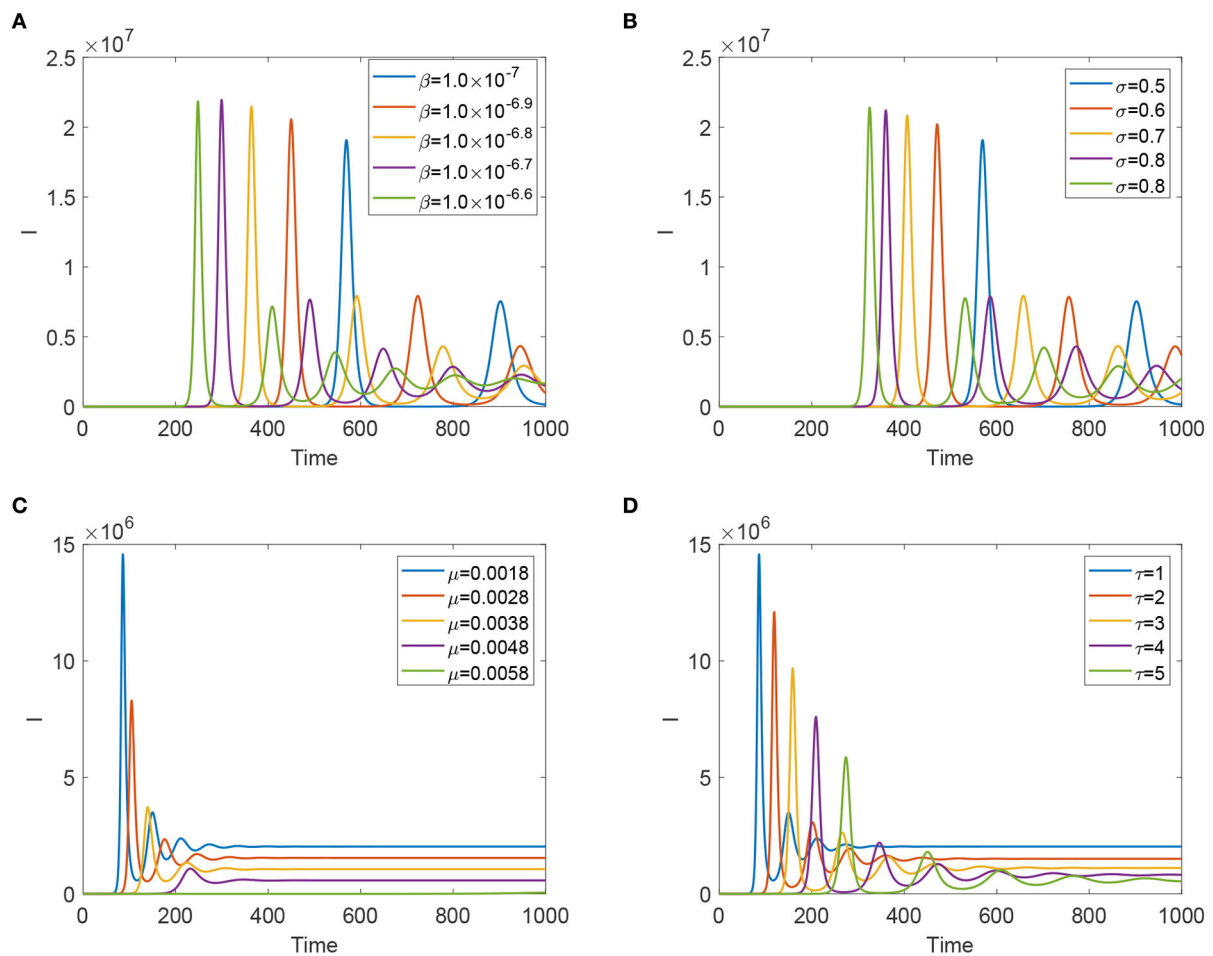 A
×10^7
2.5
2
1.5
1
0.5
0
I
0 200 400 600 800 1000
Time
β=1.0×10^-7
β=1.0×10^-6.9
β=1.0×10^-6.8
β=1.0×10^-6.7
β=1.0×10^-6.6
B
×10^7
2.5
2
1.5
1
0.5
0
I
0 200 400 600 800 1000
Time
σ=0.5
σ=0.6
σ=0.7
σ=0.8
σ=0.8
C
×10^6
15
10
5
0
I
0 200 400 600 800 1000
Time
μ=0.0018
μ=0.0028
μ=0.0038
μ=0.0048
μ=0.0058
D
×10^6
15
10
5
0
I
0 200 400 600 800 1000
Time
τ=1
τ=2
τ=3
τ=4
τ=5